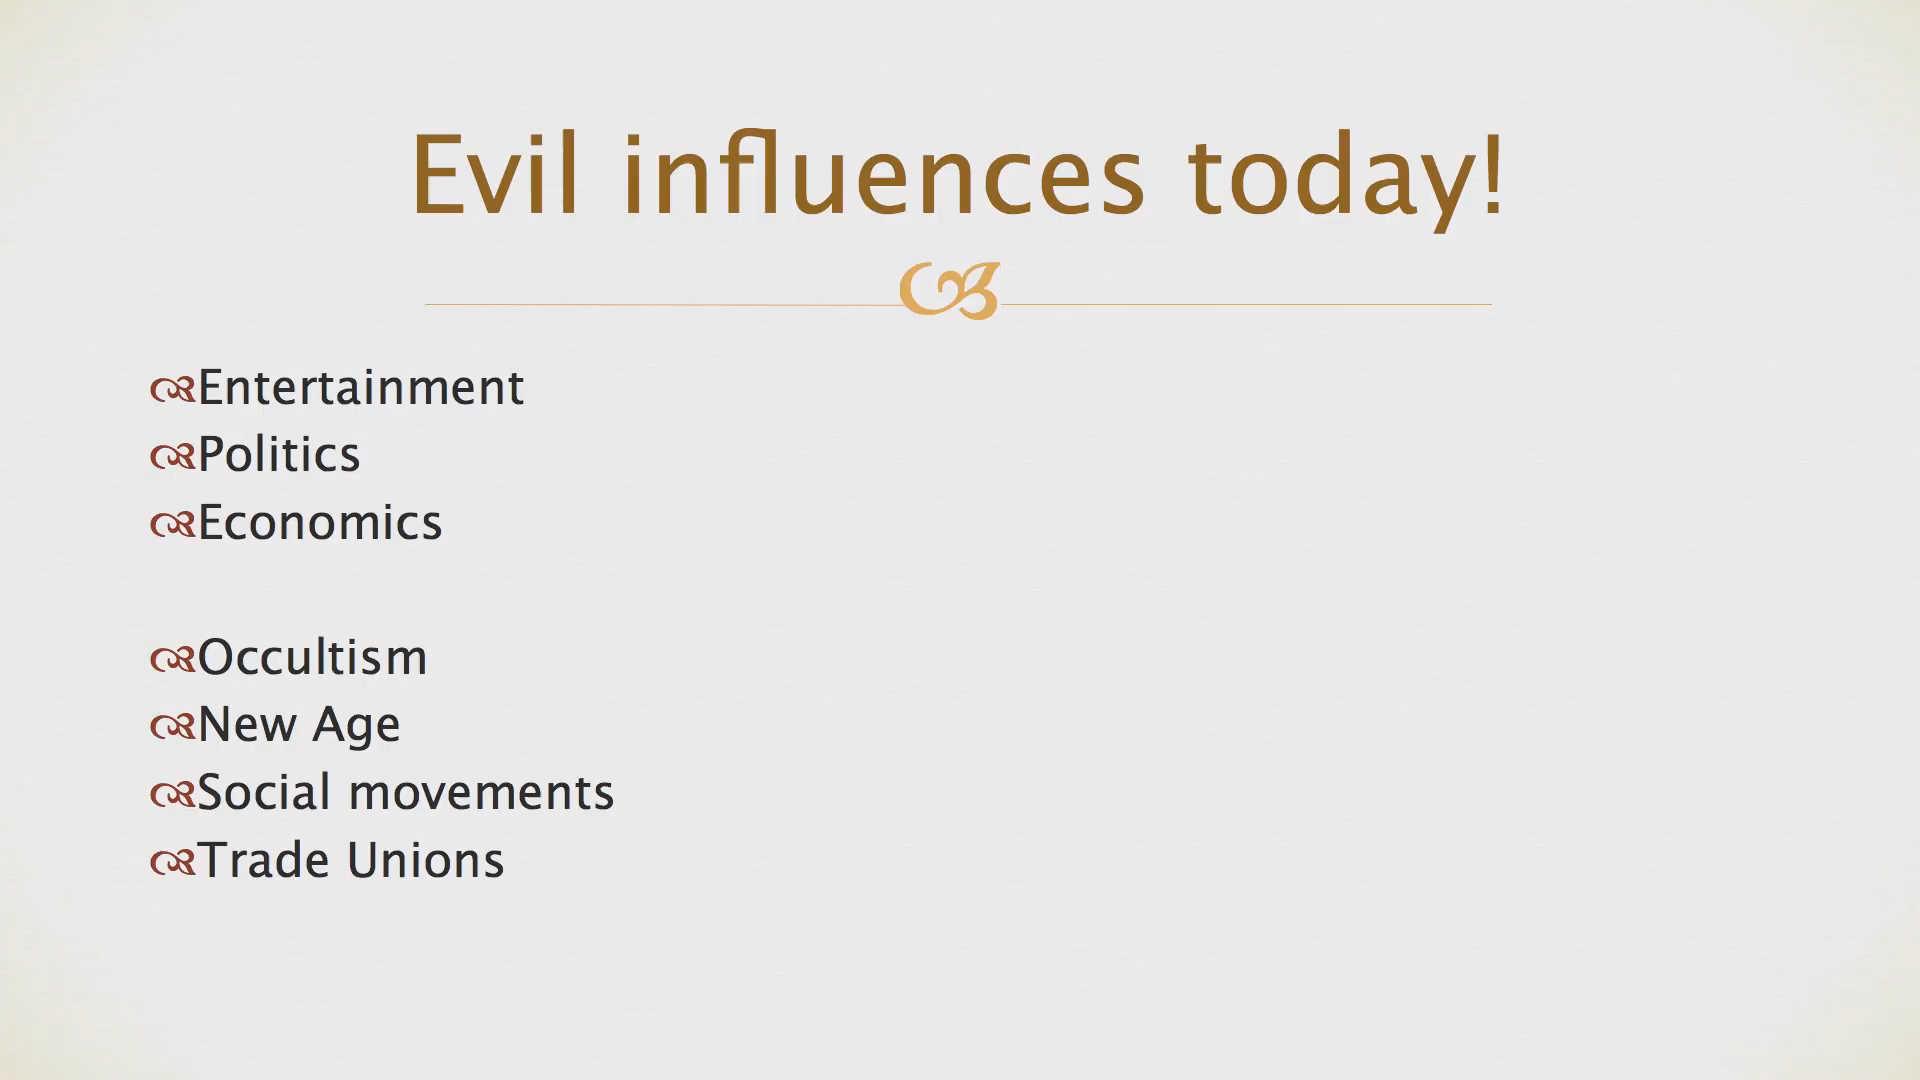 Evil influences today!
Entertainment
Politics
Economics
Occultism
New Age
Social movements
Trade Unions